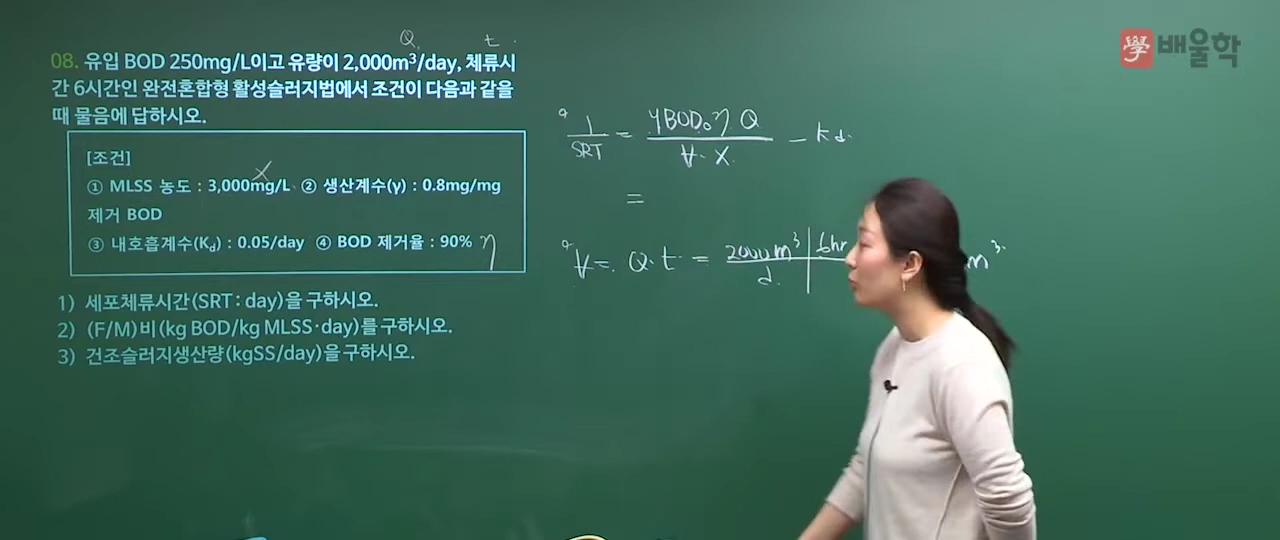 學 배울학
Q t
08. 유입 BOD 250mg/L이고 유량이 2,000m³/day, 체류시
간 6시간인 완전혼합형 활성슬러지법에서 조건이 다음과 같을
때 물음에 답하시오.
[조건]
X
① MLSS 농도 : 3,000mg/L ② 생산계수(γ) : 0.8mg/mg
제거 BOD
③ 내호흡계수(K_d) : 0.05/day ④ BOD 제거율 : 90% η
1) 세포체류시간(SRT : day)을 구하시오.
2) (F/M)비(kg BOD/kg MLSS·day)를 구하시오.
3) 건조슬러지생산량(kgSS/day)을 구하시오.
1/SRT = yBOD₀ηQ / V·X - kd
=
V = Q·t = 2000m³ | 6hr
d
m³